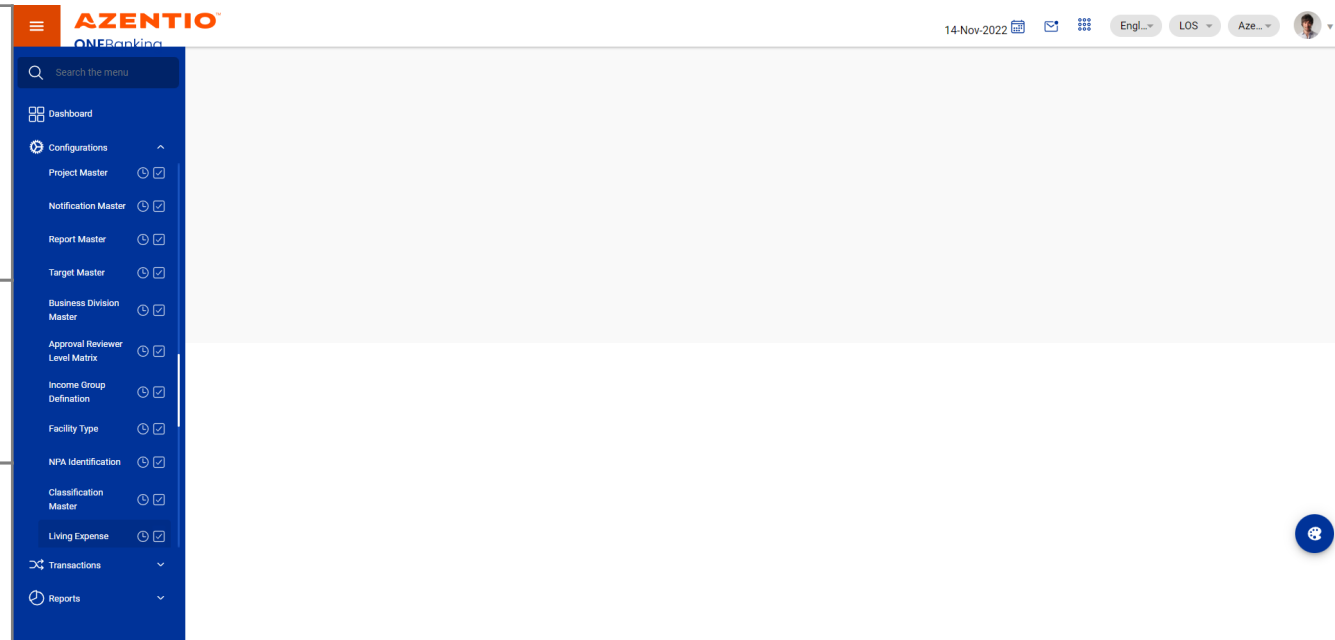 AZENTIO™
ONEBanking
14-Nov-2022
Engl...
LOS
Aze...
Search the menu
Dashboard
Configurations
Project Master
Notification Master
Report Master
Target Master
Business Division
Master
Approval Reviewer
Level Matrix
Income Group
Defination
Facility Type
NPA Identification
Classification
Master
Living Expense
Transactions
Reports